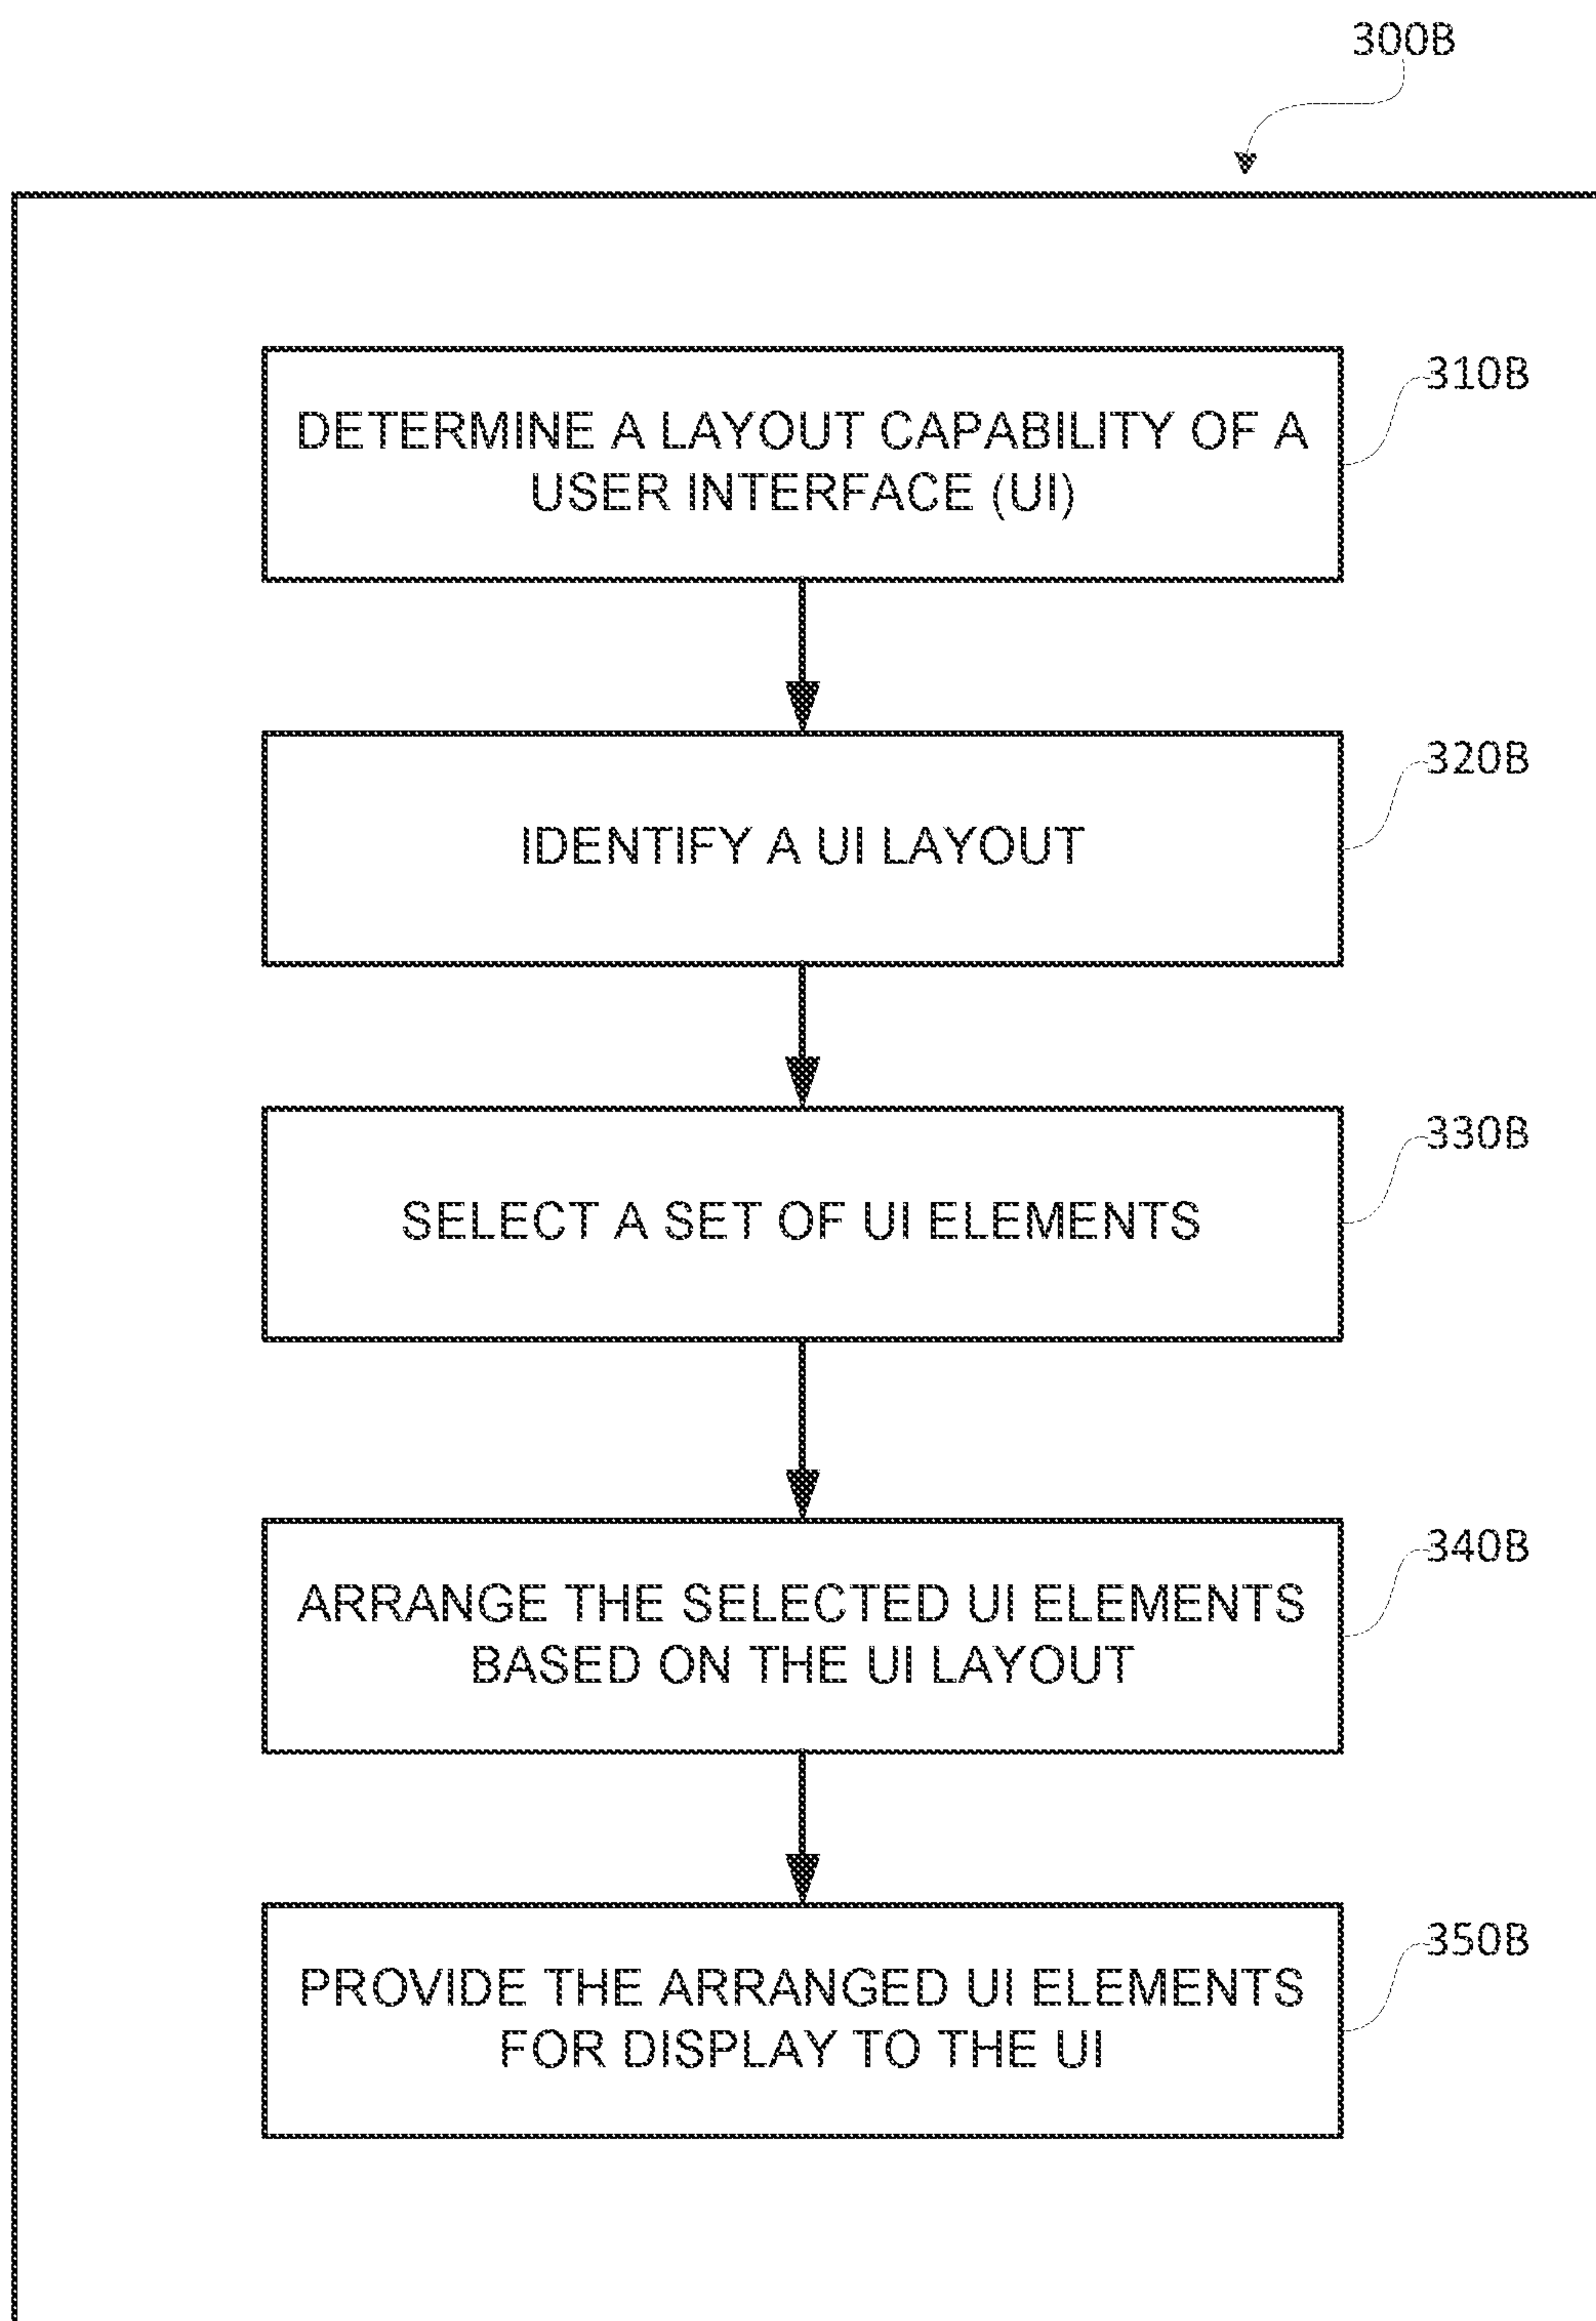 300B
310B
DETERMINE A LAYOUT CAPABILITY OF A
USER INTERFACE (UI)
320B
IDENTIFY A UI LAYOUT
330B
SELECT A SET OF UI ELEMENTS
340B
ARRANGE THE SELECTED UI ELEMENTS
BASED ON THE UI LAYOUT
350B
PROVIDE THE ARRANGED UI ELEMENTS
FOR DISPLAY TO THE UI